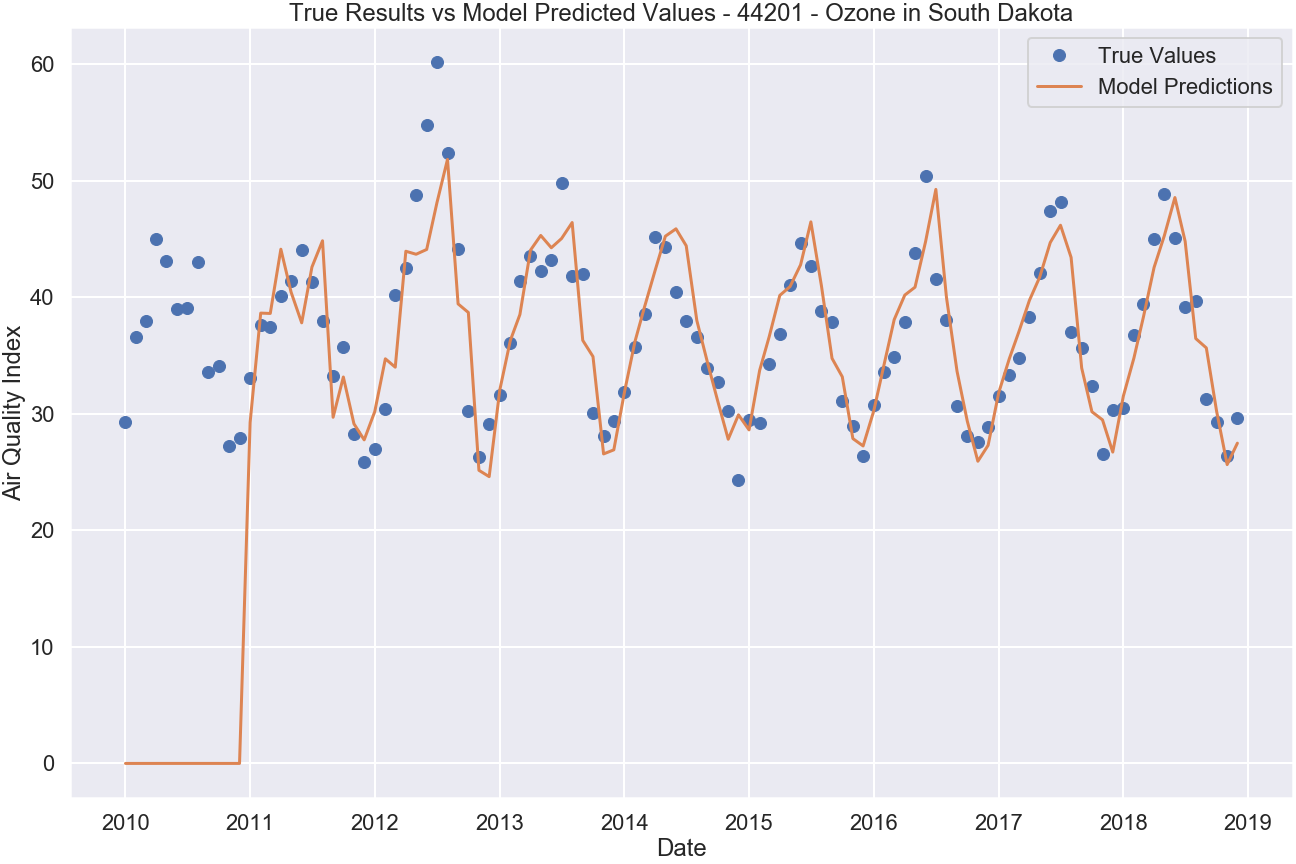 True Results vs Model Predicted Values - 44201 - Ozone in South Dakota
True Values
Model Predictions
Air Quality Index
60
50
40
30
20
10
0
2010 2011 2012 2013 2014 2015 2016 2017 2018 2019
Date